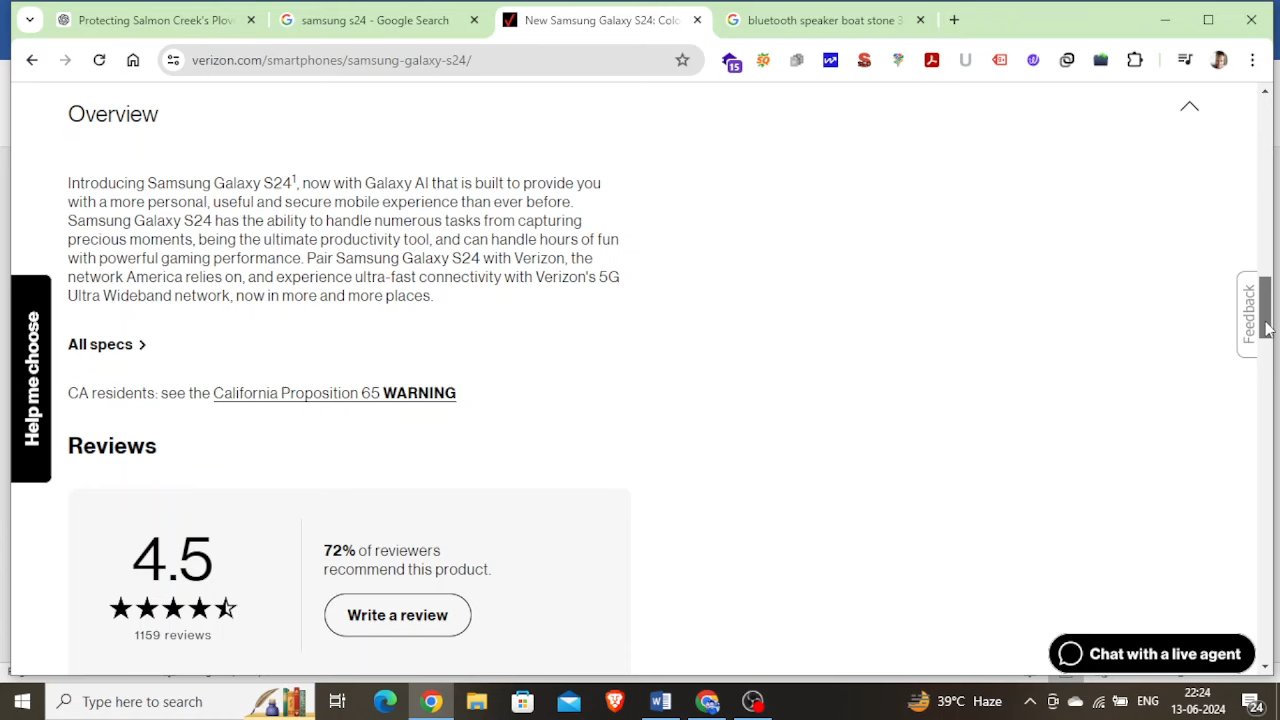 Protecting Salmon Creek's Plov
samsung s24 - Google Search
New Samsung Galaxy S24: Colo
bluetooth speaker boat stone 3
verizon.com/smartphones/samsung-galaxy-s24/
15
Overview
Introducing Samsung Galaxy S24¹, now with Galaxy AI that is built to provide you
with a more personal, useful and secure mobile experience than ever before.
Samsung Galaxy S24 has the ability to handle numerous tasks from capturing
precious moments, being the ultimate productivity tool, and can handle hours of fun
with powerful gaming performance. Pair Samsung Galaxy S24 with Verizon, the
network America relies on, and experience ultra-fast connectivity with Verizon's 5G
Ultra Wideband network, now in more and more places.
Help me choose
Feedback
All specs
CA residents: see the California Proposition 65 WARNING
Reviews
4.5
1159 reviews
72% of reviewers
recommend this product.
Write a review
Chat with a live agent
Type here to search
39°C Haze
ENG
22:24
13-06-2024
24